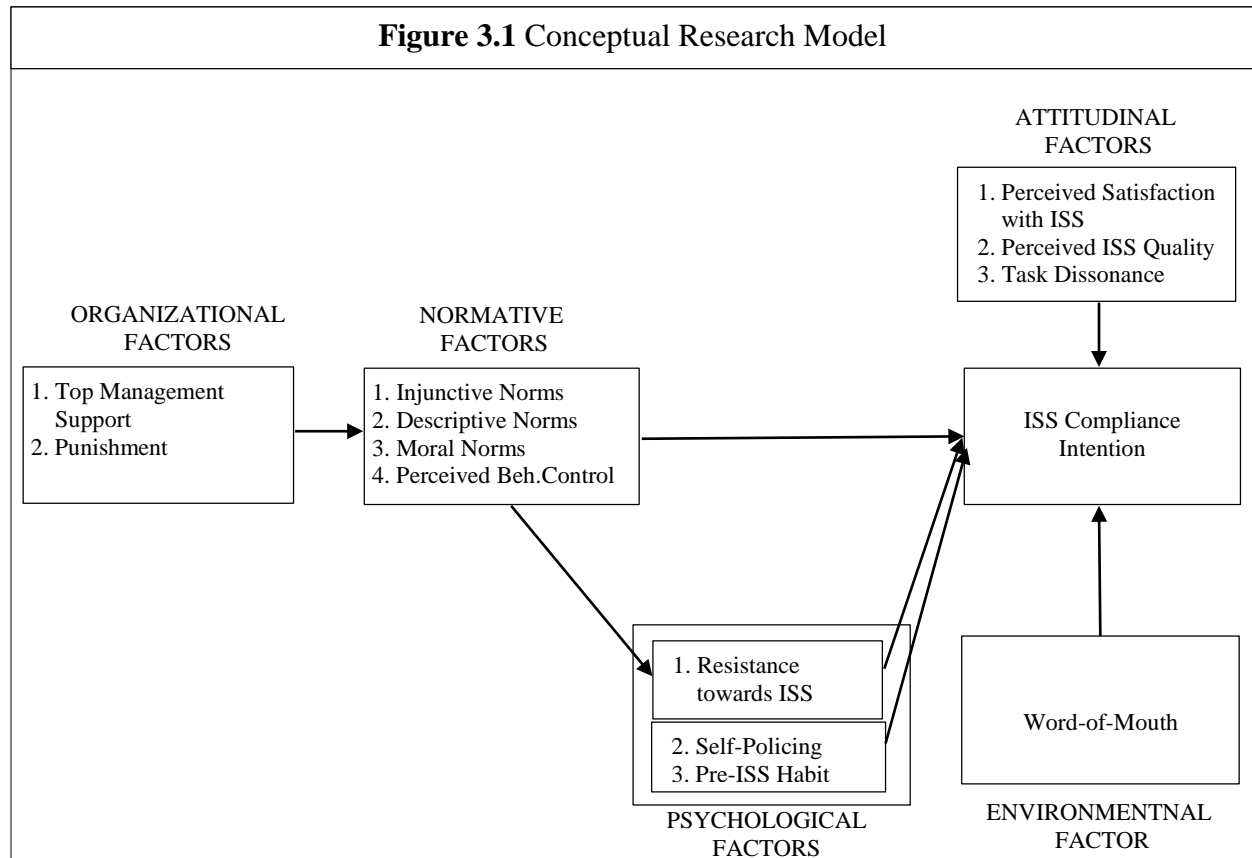 Figure 3.1 Conceptual Research Model
ATTITUDINAL
FACTORS
1. Perceived Satisfaction
with ISS
2. Perceived ISS Quality
3. Task Dissonance
ORGANIZATIONAL
FACTORS
1. Top Management
Support
2. Punishment
NORMATIVE
FACTORS
1. Injunctive Norms
2. Descriptive Norms
3. Moral Norms
4. Perceived Beh.Control
ISS Compliance
Intention
1. Resistance
towards ISS
2. Self-Policing
3. Pre-ISS Habit
PSYCHOLOGICAL
FACTORS
Word-of-Mouth
ENVIRONMENTNAL
FACTOR